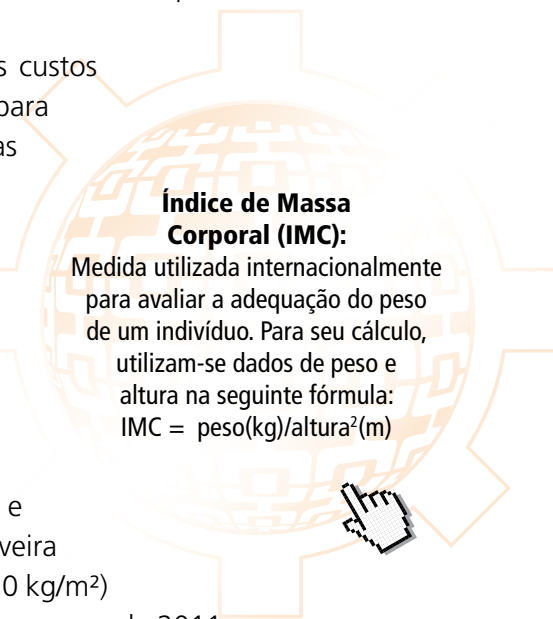 s custos
para
as
Índice de Massa
Corporal (IMC):
Medida utilizada internacionalmente
para avaliar a adequação do peso
de um indivíduo. Para seu cálculo,
utilizam-se dados de peso e
altura na seguinte fórmula:
IMC = peso(kg)/altura²(m)
e
veira
0 kg/m²)